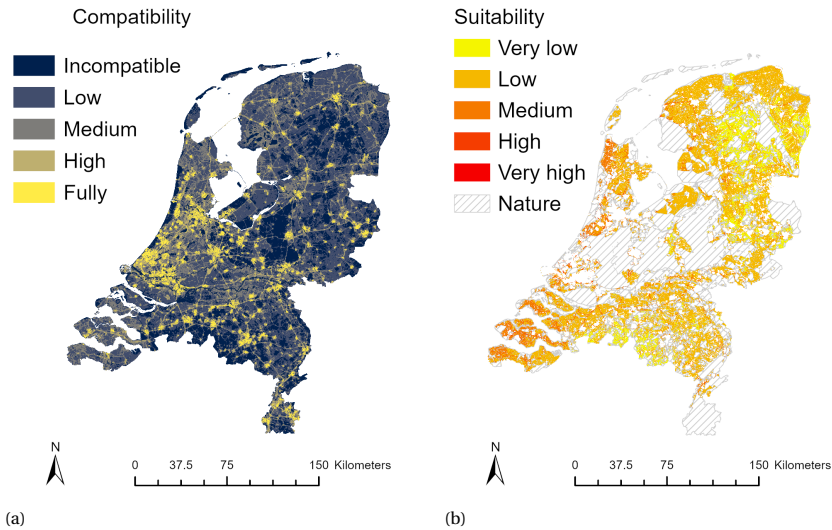 Compatibility
Incompatible
Low
Medium
High
Fully
N
0 37.5 75 150 Kilometers
(a)
Suitability
Very low
Low
Medium
High
Very high
Nature
N
0 37.5 75 150 Kilometers
(b)